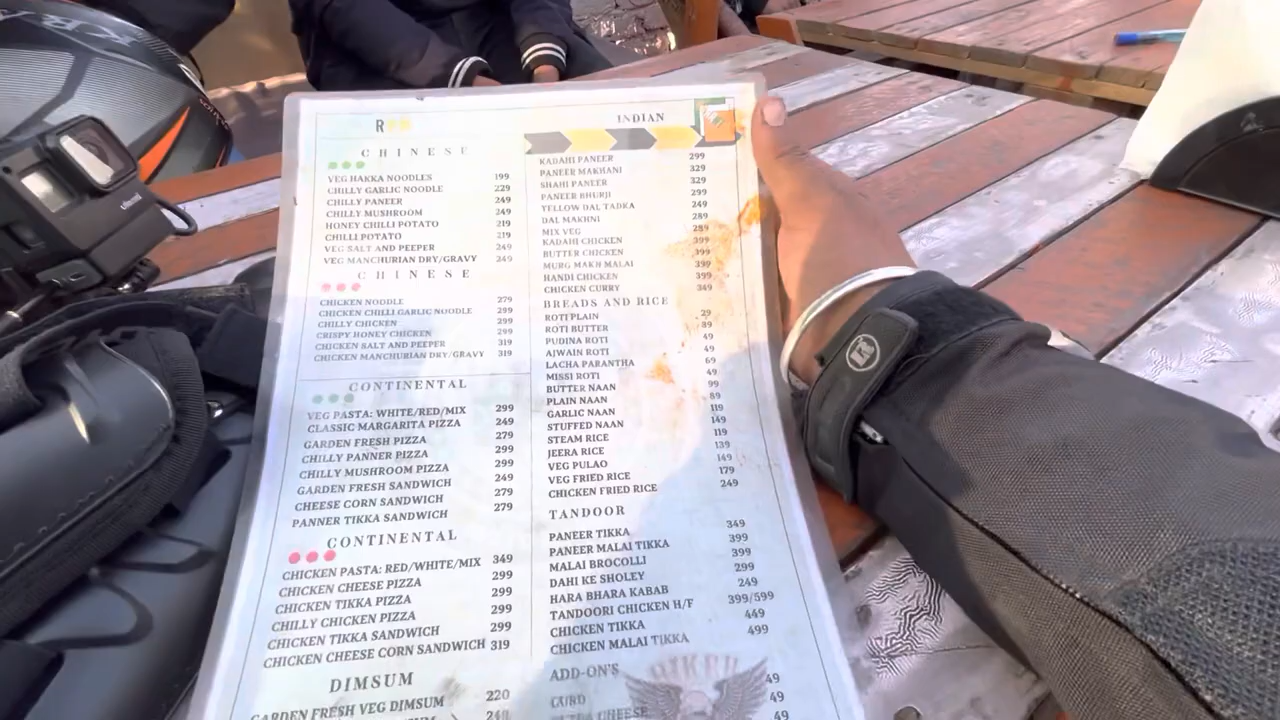 CHINESE
VEG HAKKA NOODLES 199
CHILLY GARLIC NOODLE 229
CHILLY PANEER 249
CHILLY MUSHROOM 249
HONEY CHILLI POTATO 219
CHILLI POTATO 219
VEG SALT AND PEEPER 249
VEG MANCHURIAN DRY/GRAVY 249
CHINESE
CHICKEN NOODLE 279
CHICKEN CHILLI GARLIC NOODLE 299
CHILLY CHICKEN 299
CRISPY HONEY CHICKEN 299
CHICKEN SALT AND PEEPER 319
CHICKEN MANCHURIAN DRY/GRAVY 319
CONTINENTAL
VEG PASTA: WHITE/RED/MIX 299
CLASSIC MARGARITA PIZZA 249
GARDEN FRESH PIZZA 279
CHILLY PANNER PIZZA 299
CHILLY MUSHROOM PIZZA 299
GARDEN FRESH SANDWICH 249
CHEESE CORN SANDWICH 279
PANNER TIKKA SANDWICH 279
CONTINENTAL
CHICKEN PASTA: RED/WHITE/MIX 349
CHICKEN CHEESE PIZZA 299
CHICKEN TIKKA PIZZA 299
CHILLY CHICKEN PIZZA 299
CHICKEN TIKKA SANDWICH 299
CHICKEN CHEESE CORN SANDWICH 319
DIMSUM
GARDEN FRESH VEG DIMSUM 220
INDIAN
KADAHI PANEER 299
PANEER MAKHANI 329
SHAHI PANEER 329
PANEER BHURJI 299
YELLOW DAL TADKA 249
DAL MAKHNI 289
MIX VEG 289
KADAHI CHICKEN 399
BUTTER CHICKEN 399
MURG MAKH MALAI 399
HANDI CHICKEN 399
CHICKEN CURRY 349
BREADS AND RICE
ROTI PLAIN 29
ROTI BUTTER 39
PUDINA ROTI 49
AJWAIN ROTI 49
LACHA PARANTHA 69
MISSI ROTI 49
BUTTER NAAN 99
PLAIN NAAN 89
GARLIC NAAN 119
STUFFED NAAN 149
STEAM RICE 119
JEERA RICE 139
VEG PULAO 149
VEG FRIED RICE 179
CHICKEN FRIED RICE 249
TANDOOR
PANEER TIKKA 349
PANEER MALAI TIKKA 399
MALAI BROCOLLI 399
DAHI KE SHOLEY 299
HARA BHARA KABAB 249
TANDOORI CHICKEN H/F 399/599
CHICKEN TIKKA 449
CHICKEN MALAI TIKKA 499
ADD-ON'S
CURD 49
CHEESE 49
49